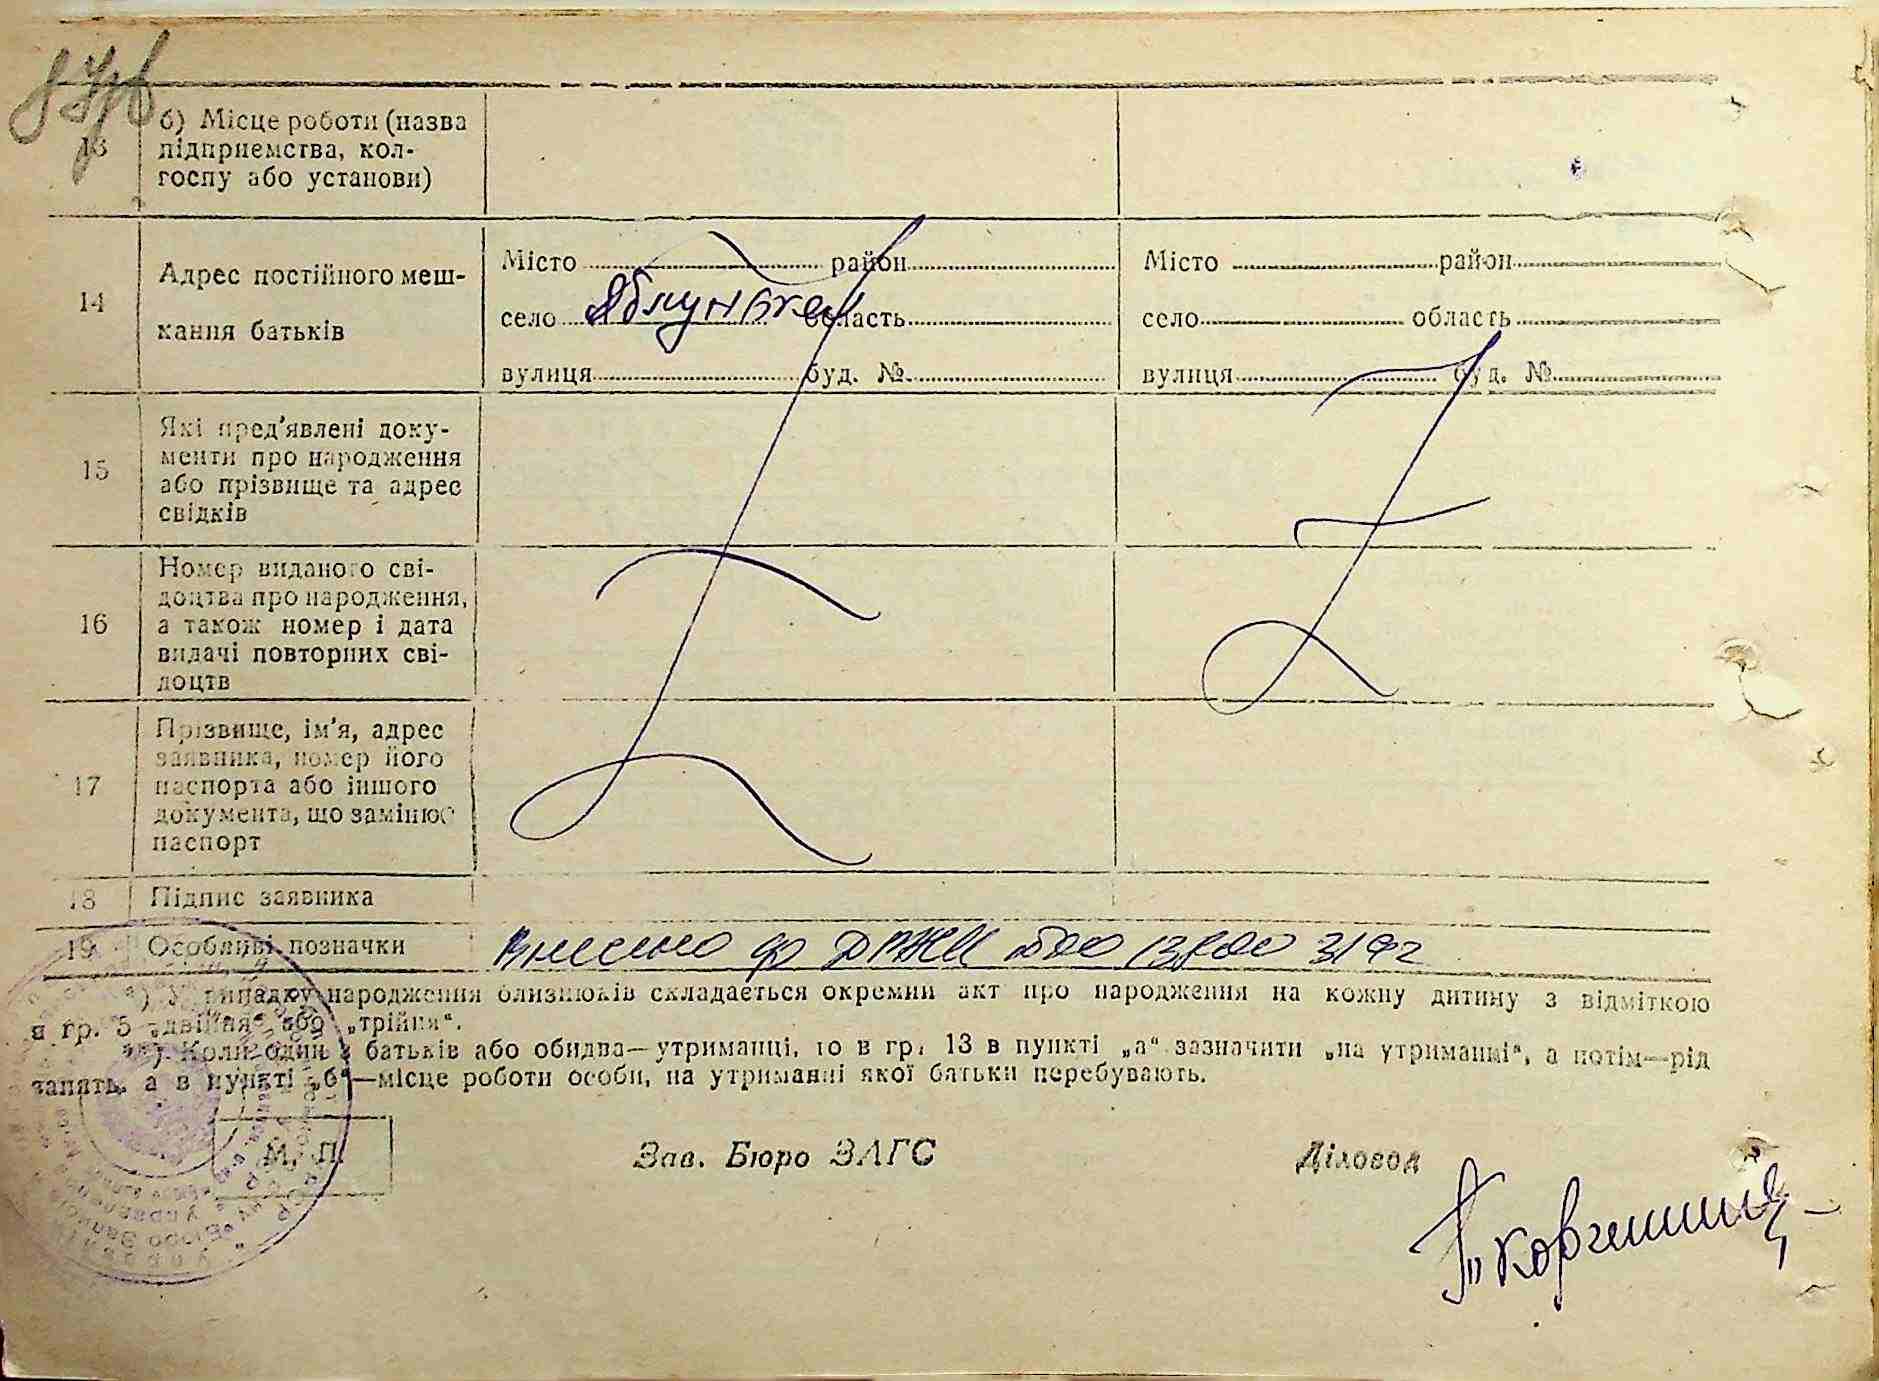 13
б) Місце роботи (назва
підприємства, кол-
госпу або установи)
14
Адрес постійного меш-
кання батьків
Місто район
село Яблунька область
вулиця буд. №
Місто район
село область
вулиця буд. №
15
Які пред'явлені доку-
менти про народження
або прізвище та адрес
свідків
16
Номер виданого сві-
доцтва про народження,
а також номер і дата
видачі повторних сві-
доцтв
17
Прізвище, ім'я, адрес
заявника, номер його
паспорта або іншого
документа, що замінює
паспорт
18 Підпис заявника
19 Особливі позначки Внесено
*) У випадку народження близнюків складається окремий акт про народження на кожну дитину з відміткою
в гр. 5 „двійня" або „трійня".
**) Коли один з батьків або обидва—утриманці, то в гр. 13 в пункті „а" зазначити „на утриманні", а потім—рід
занять, а в пункті „б"—місце роботи особи, на утриманні якої батьки перебувають.
М. П.
Зав. Бюро ЗАГС
Діловод